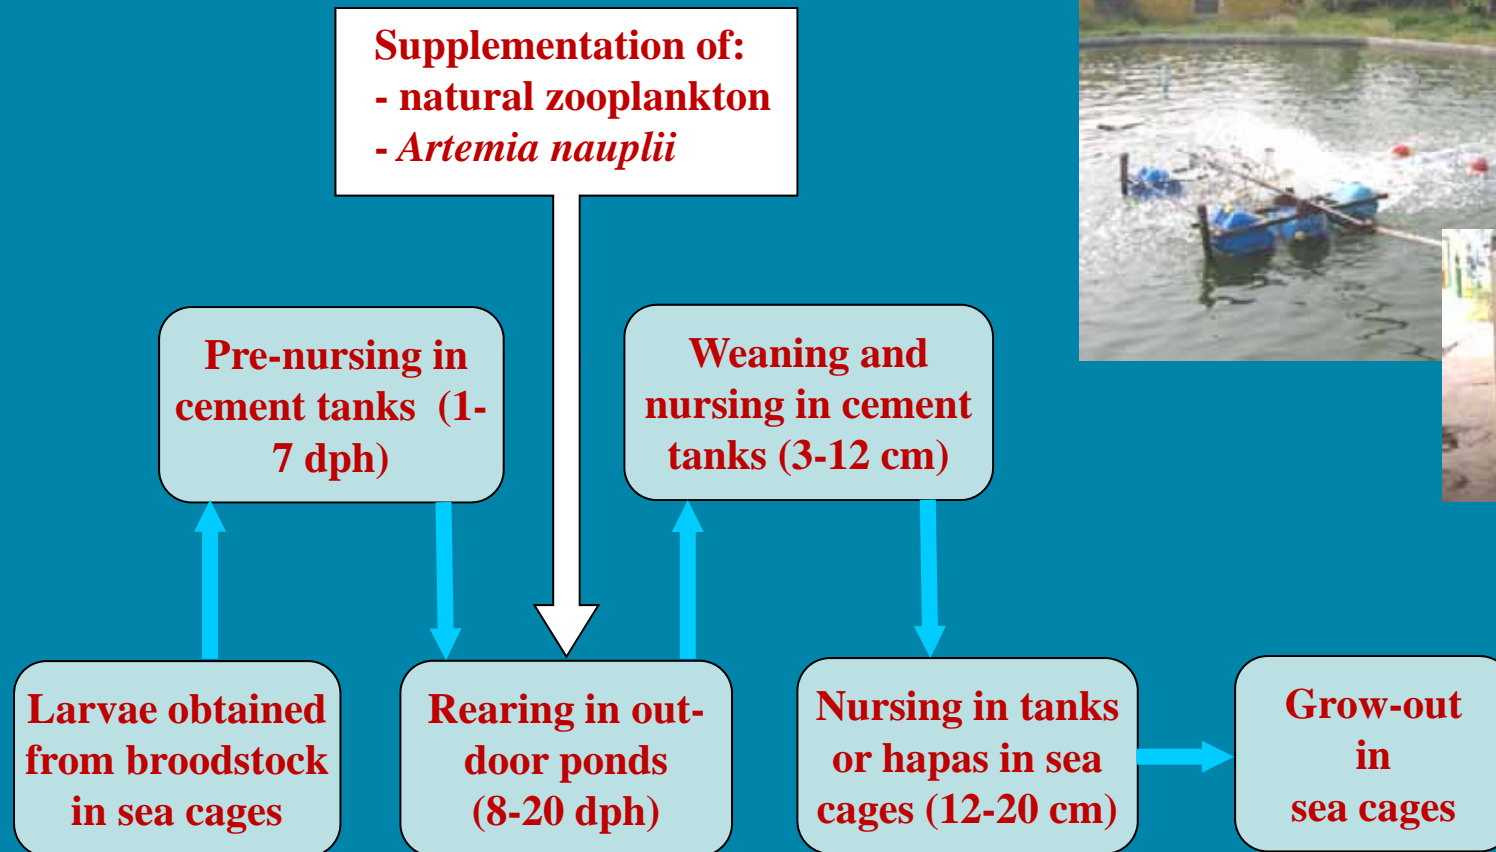 Supplementation of:
- natural zooplankton
- Artemia nauplii
Pre-nursing in
cement tanks (1-
7 dph)
Weaning and
nursing in cement
tanks (3-12 cm)
Larvae obtained
from broodstock
in sea cages
Rearing in out-
door ponds
(8-20 dph)
Nursing in tanks
or hapas in sea
cages (12-20 cm)
Grow-out
in
sea cages